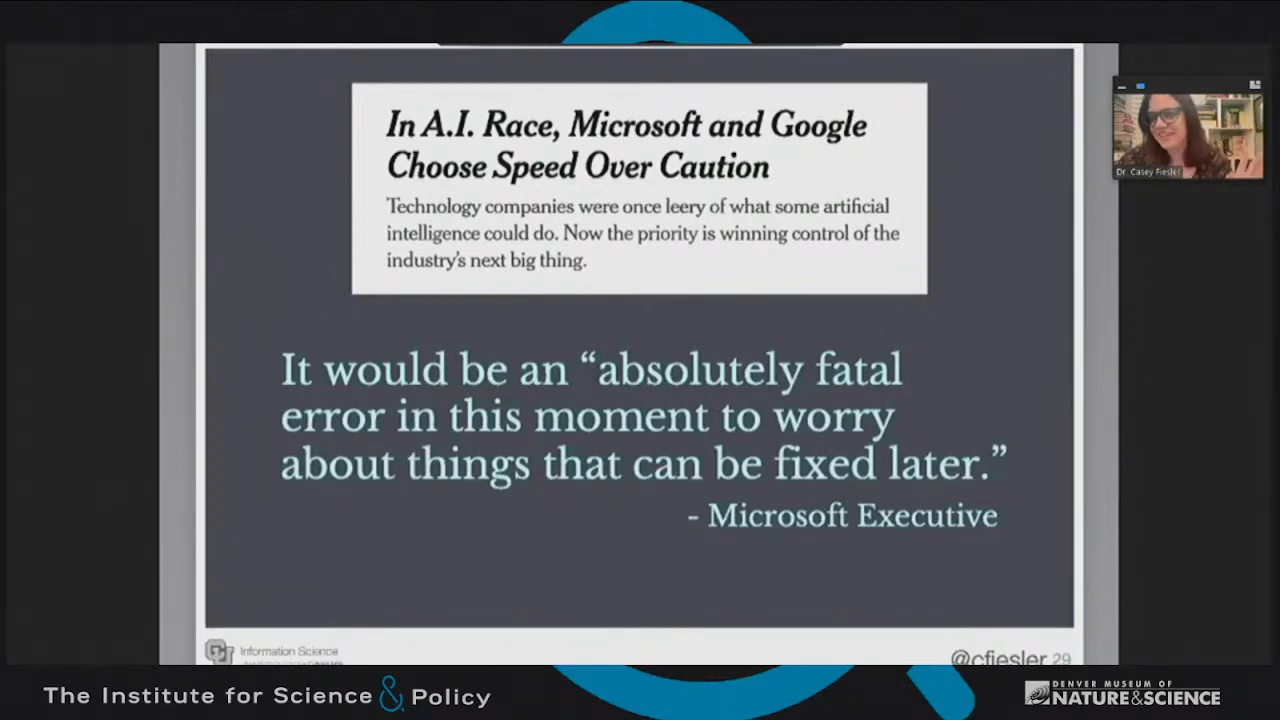 In A.I. Race, Microsoft and Google
Choose Speed Over Caution
Technology companies were once leery of what some artificial
intelligence could do. Now the priority is winning control of the
industry's next big thing.
Dr. Casey Fiesler
It would be an “absolutely fatal
error in this moment to worry
about things that can be fixed later.”
- Microsoft Executive
CU
Information Science
@cfiesler 29
The Institute for Science & Policy
DENVER MUSEUM OF
NATURE&SCIENCE